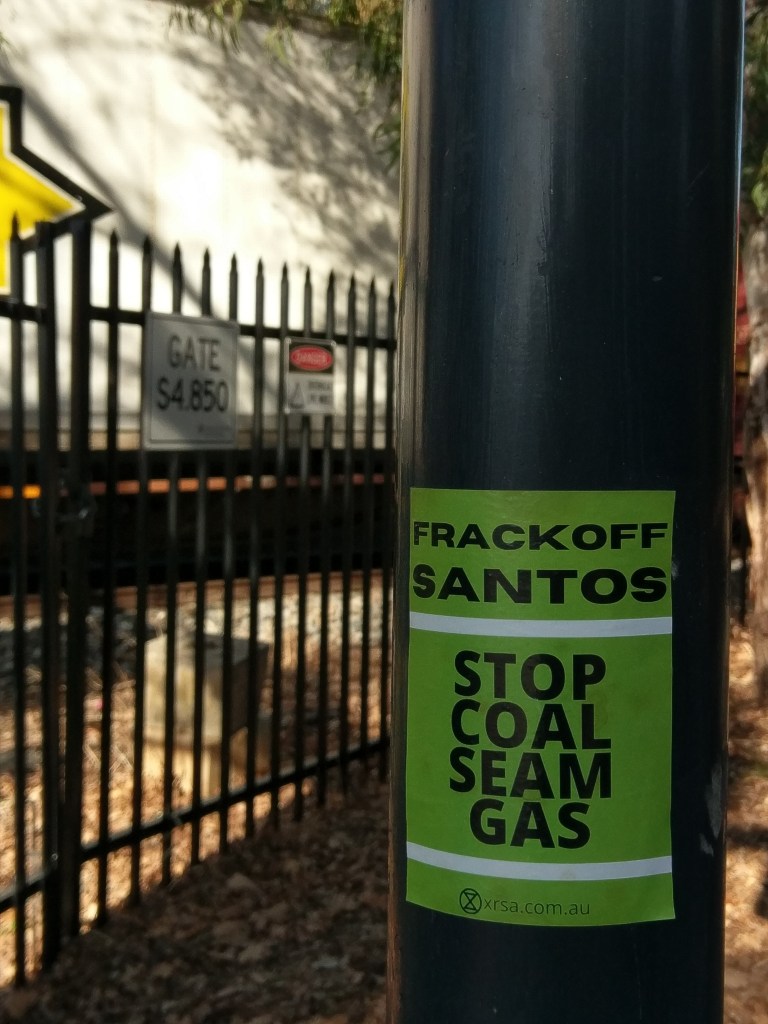 GATE
S4.850
DANGER
FRACKOFF
SANTOS
STOP
COAL
SEAM
GAS
xrsa.com.au